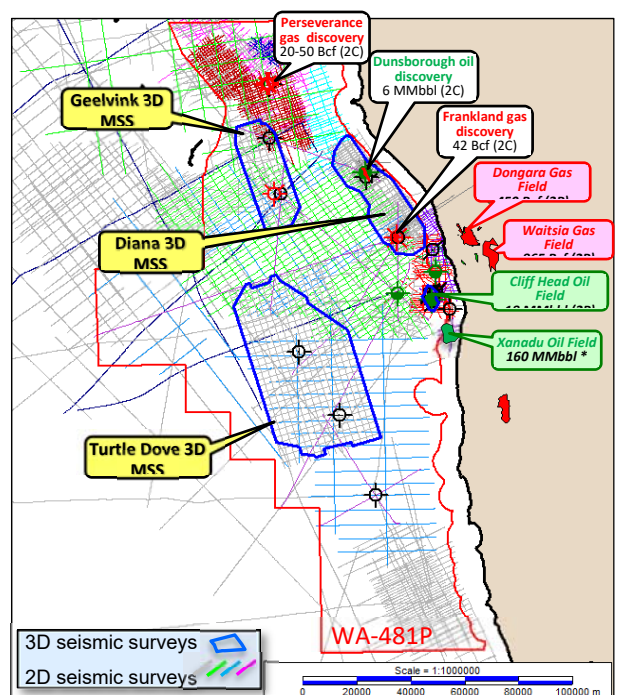 Perseverance
gas discovery
20-50 Bcf (2C)
Dunsborough oil
discovery
6 MMbbl (2C)
Geelvink 3D
MSS
Frankland gas
discovery
42 Bcf (2C)
Dongara Gas
Field
Waitsia Gas
Field
Diana 3D
MSS
Cliff Head Oil
Field
Xanadu Oil Field
160 MMbbl *
Turtle Dove 3D
MSS
WA-481P
3D seismic surveys
2D seismic surveys
Scale = 1:1000000
0 20000 40000 60000 80000 100000 m